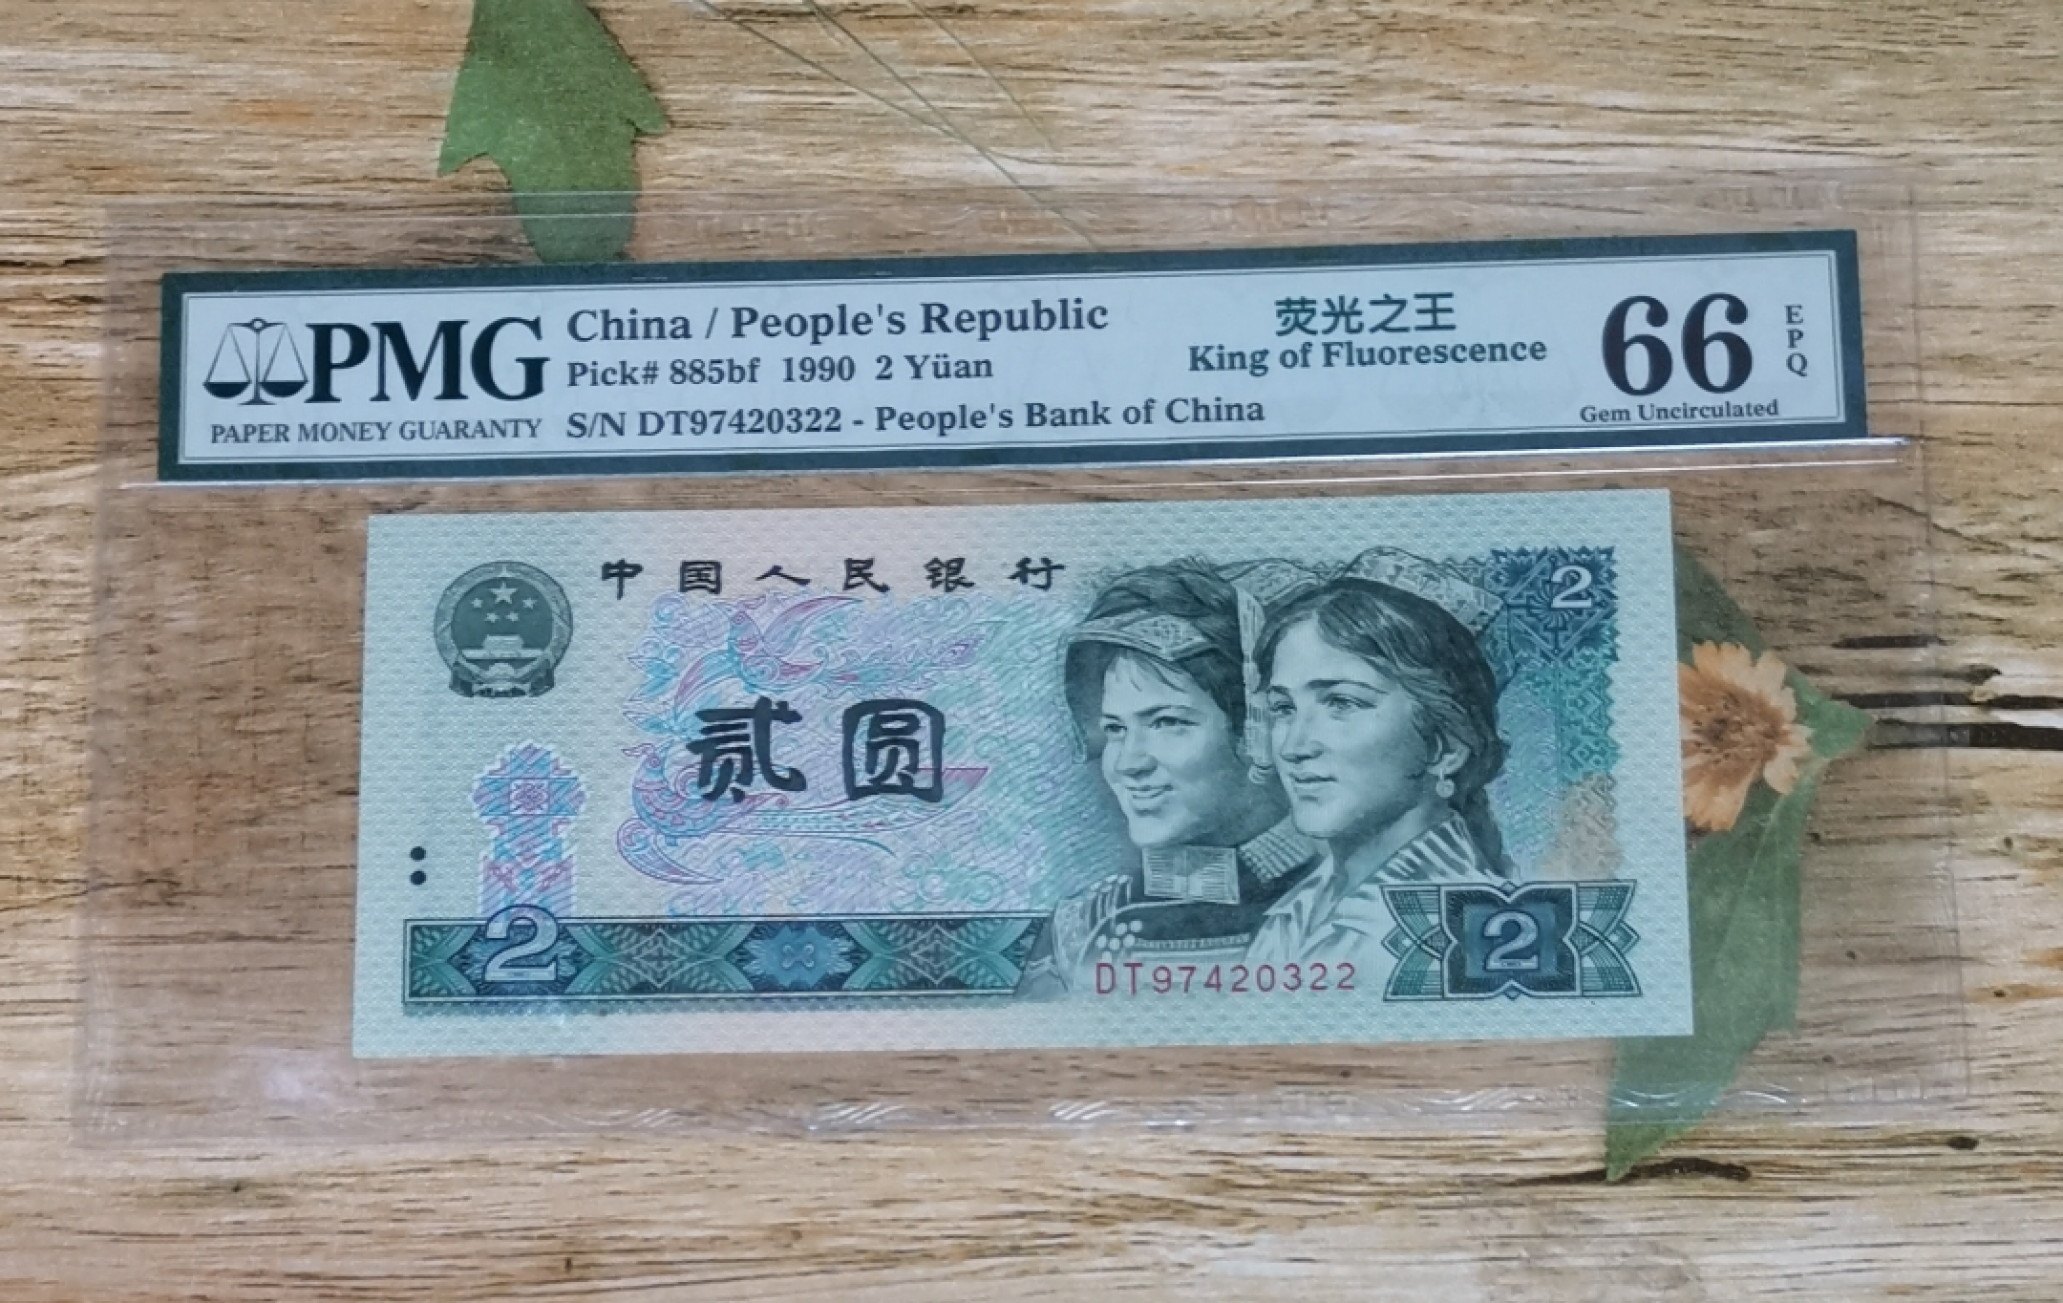 PMG
PAPER MONEY GUARANTY
China / People's Republic
Pick# 885bf 1990 2 Yüan
S/N DT97420322 - People's Bank of China
荧光之王
King of Fluorescence
66
EPQ
Gem Uncirculated
中国人民银行
2
贰圆
2
DT97420322
2